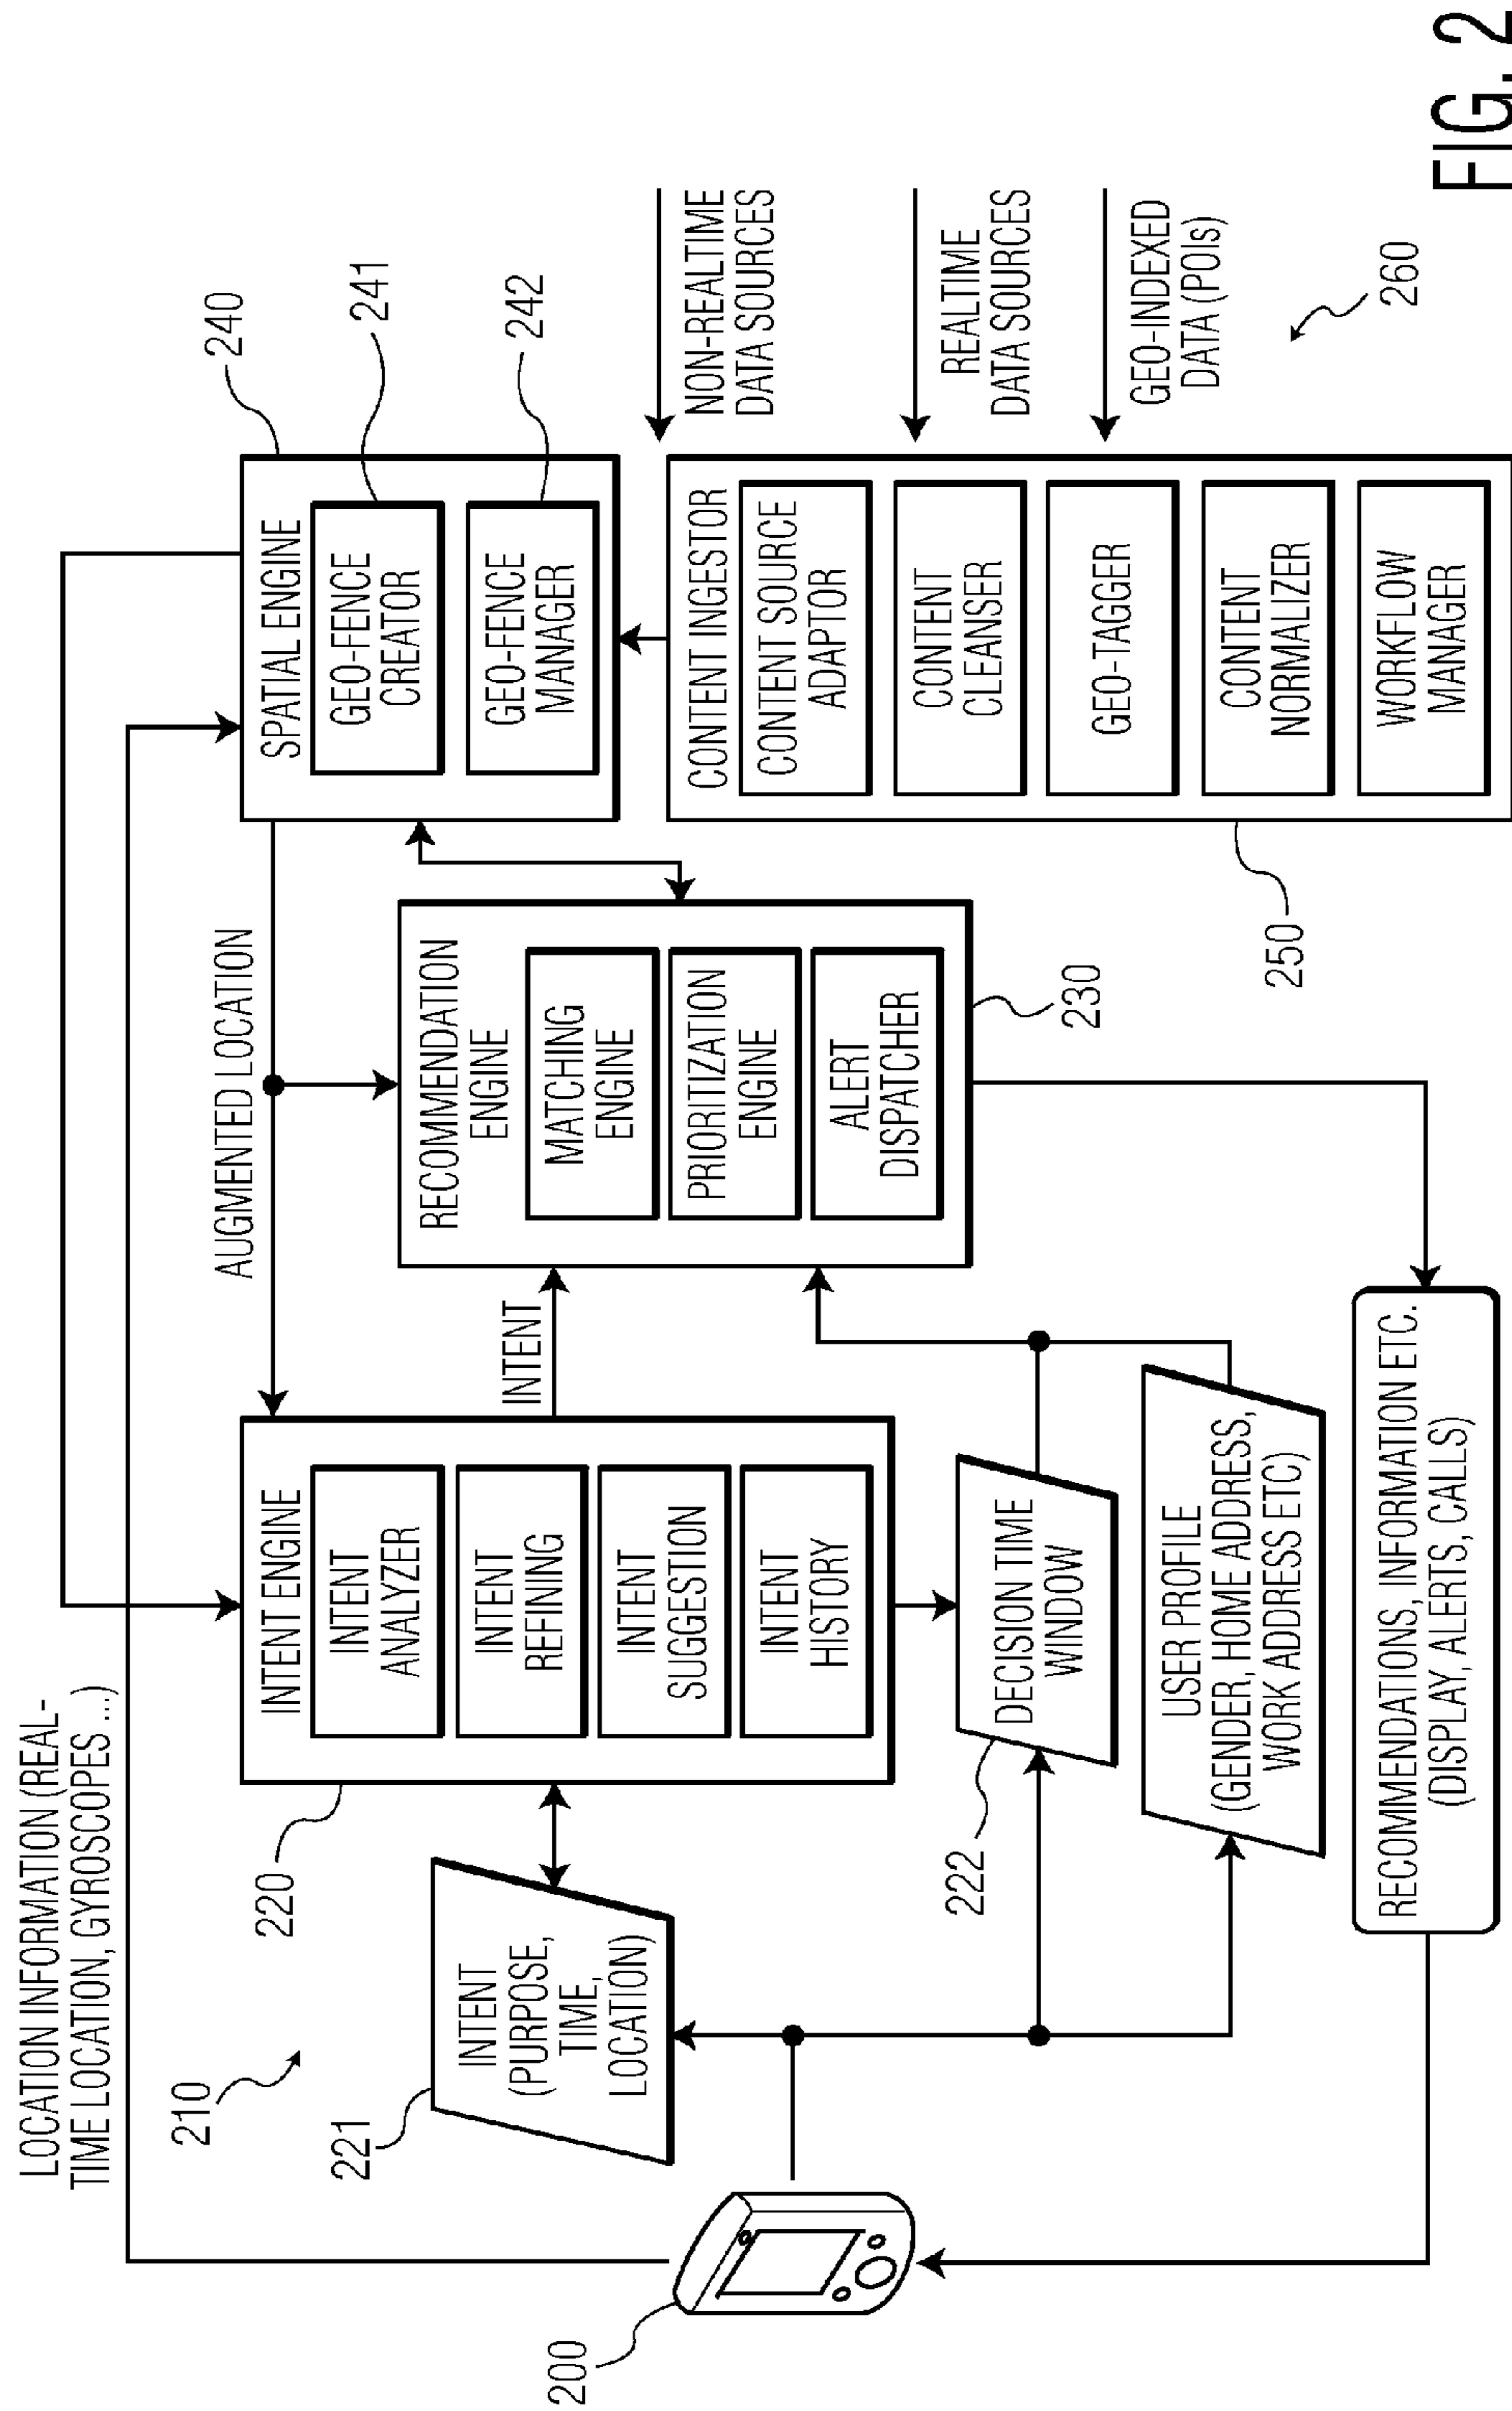 LOCATION INFORMATION (REAL-
TIME LOCATION, GYROSCOPES ...)
210
AUGMENTED LOCATION
240
241
242
SPATIAL ENGINE
GEO-FENCE
CREATOR
GEO-FENCE
MANAGER
220
INTENT ENGINE
INTENT
ANALYZER
INTENT
REFINING
INTENT
SUGGESTION
INTENT
HISTORY
221
INTENT
(PURPOSE,
TIME,
LOCATION)
INTENT
RECOMMENDATION
ENGINE
MATCHING
ENGINE
PRIORITIZATION
ENGINE
ALERT
DISPATCHER
230
NON-REALTIME
DATA SOURCES
REALTIME
DATA SOURCES
GEO-INDEXED
DATA (POIs)
260
CONTENT INGESTOR
CONTENT SOURCE
ADAPTOR
CONTENT
CLEANSER
GEO-TAGGER
CONTENT
NORMALIZER
WORKFLOW
MANAGER
250
200
222
DECISION TIME
WINDOW
USER PROFILE
(GENDER, HOME ADDRESS,
WORK ADDRESS ETC)
RECOMMENDATIONS, INFORMATION ETC.
(DISPLAY, ALERTS, CALLS)
FIG. 2